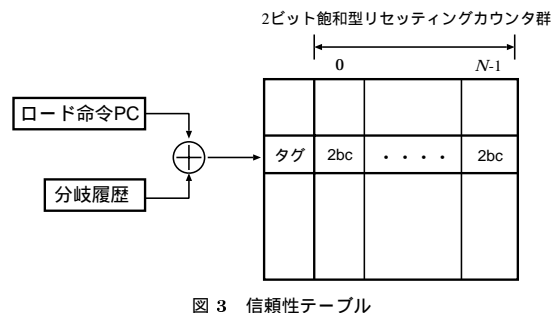 2ビット飽和型リセッティングカウンタ群
0 N-1
ロード命令PC
タグ 2bc ・・・・ 2bc
分岐履歴
図 3 信頼性テーブル